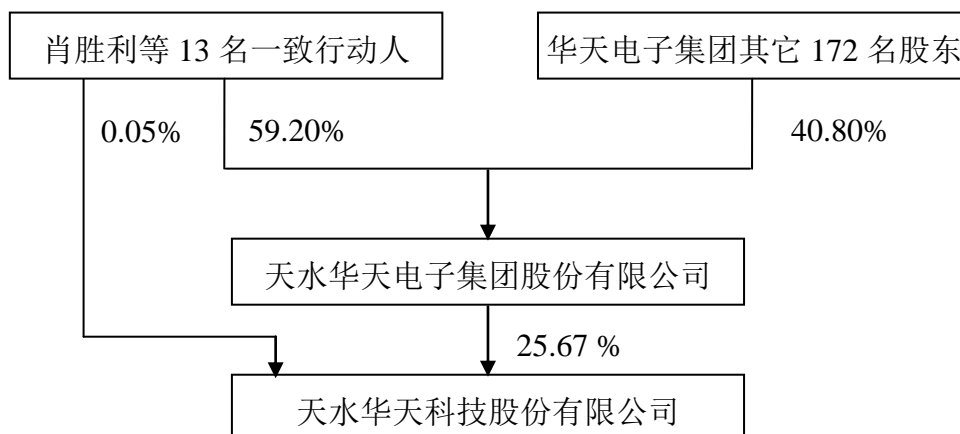 肖胜利等 13 名一致行动人
华天电子集团其它 172 名股东
0.05%
59.20%
40.80%
天水华天电子集团股份有限公司
25.67 %
天水华天科技股份有限公司